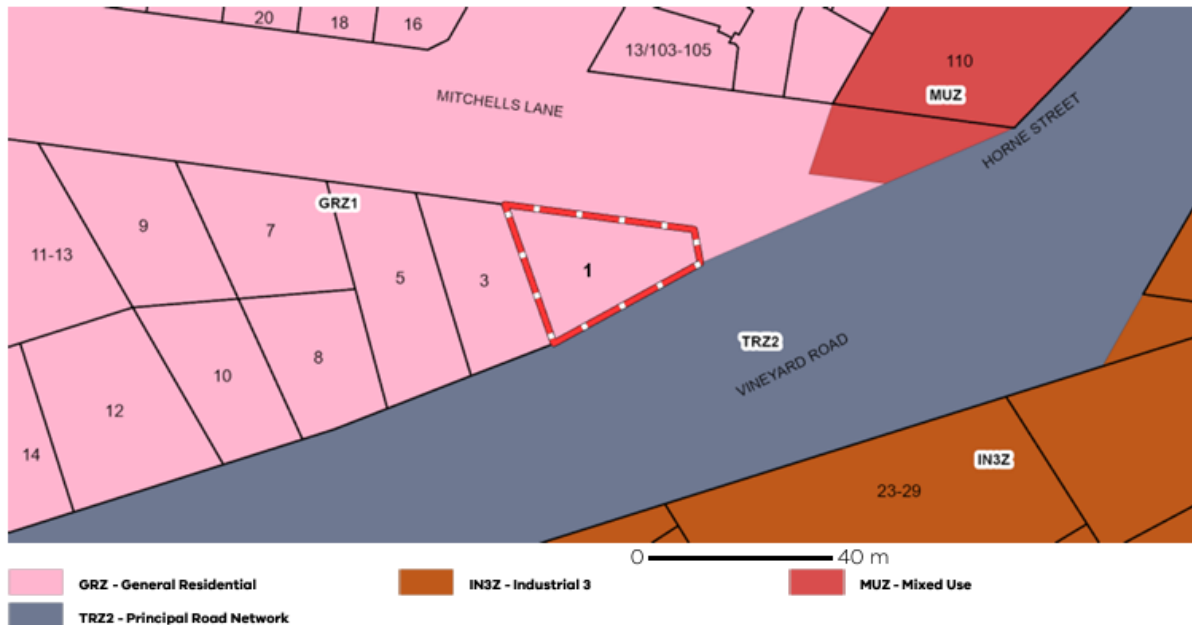 20
18
16
13/103-105
110
MUZ
MITCHELLS LANE
HORNE STREET
GRZ1
9
7
11-13
5
3
1
TRZ2
VINEYARD ROAD
8
10
12
14
IN3Z
23-29
0 40 m
GRZ - General Residential
IN3Z - Industrial 3
MUZ - Mixed Use
TRZ2 - Principal Road Network